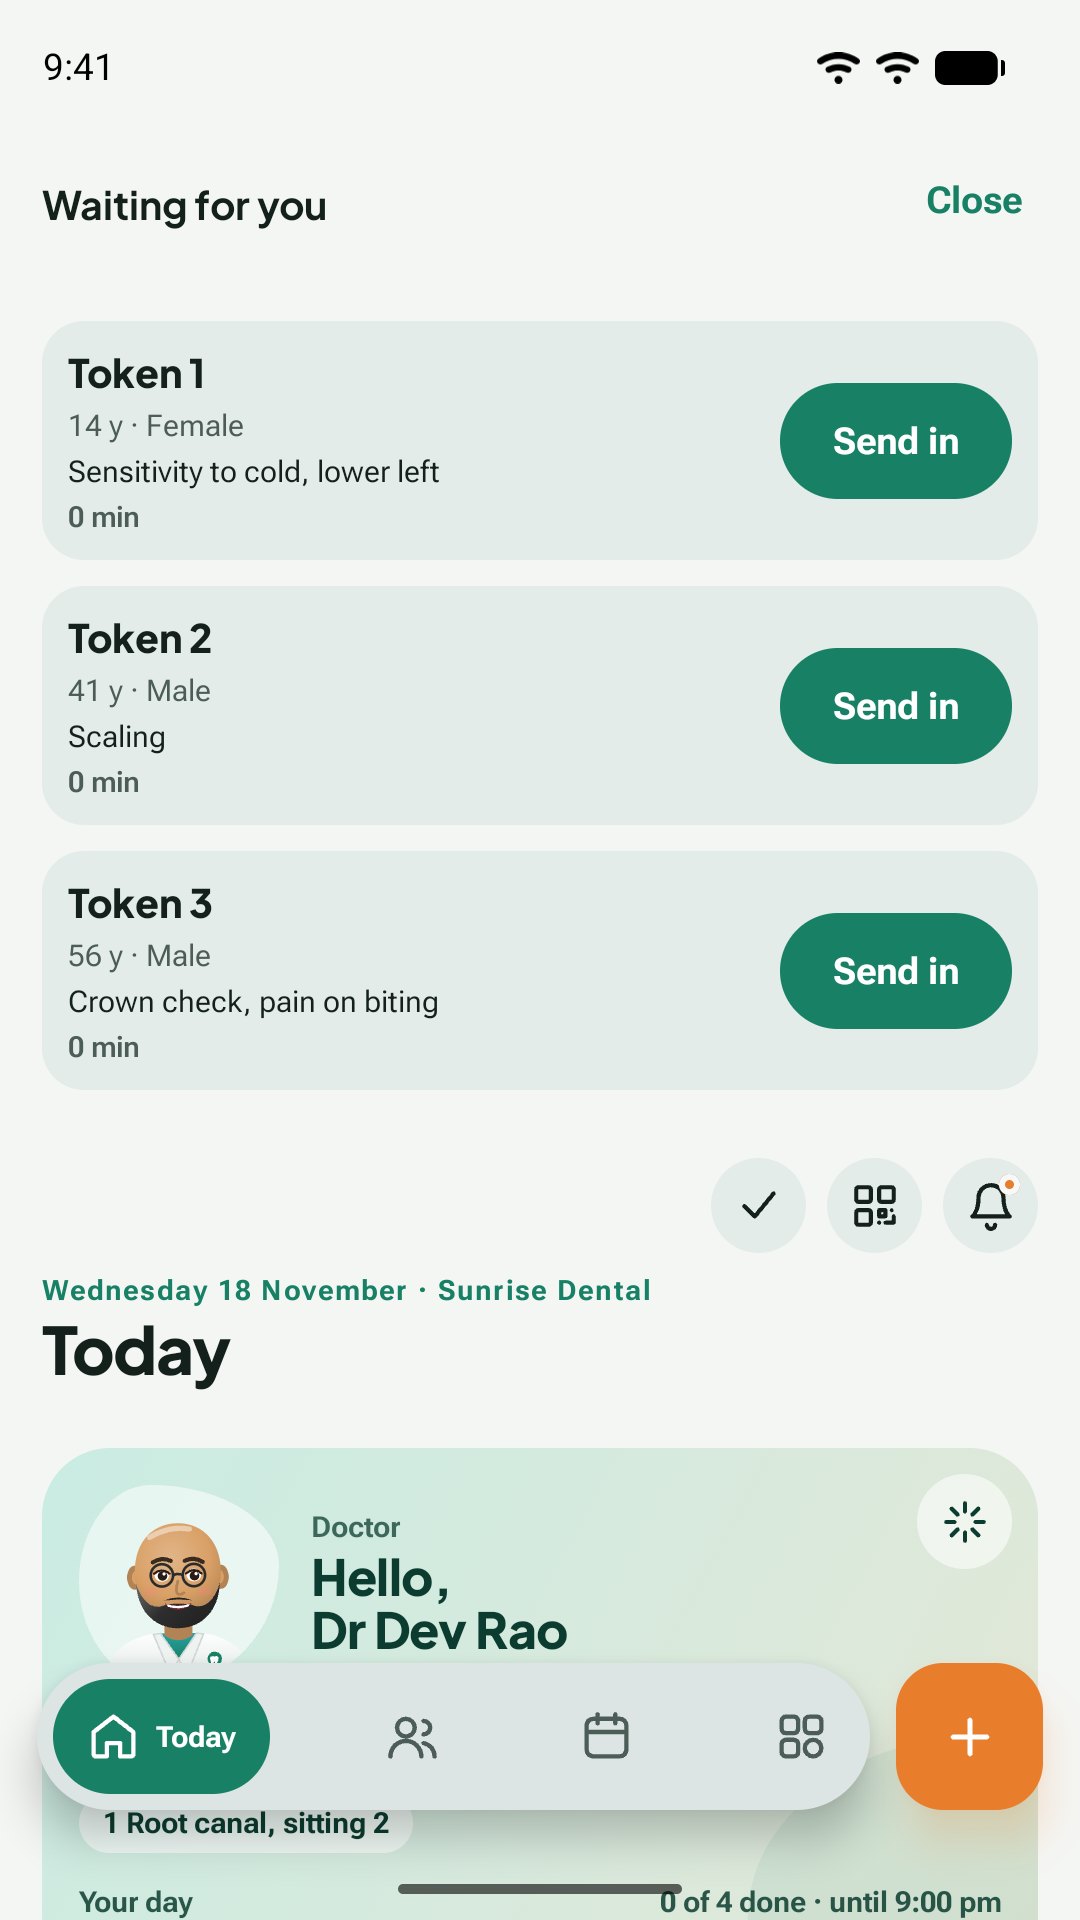 9:41
Waiting for you
Close
Token 1
14 y · Female
Sensitivity to cold, lower left
0 min
Send in
Token 2
41 y · Male
Scaling
0 min
Send in
Token 3
56 y · Male
Crown check, pain on biting
0 min
Send in
Wednesday 18 November · Sunrise Dental
Today
Doctor
Hello,
Dr Dev Rao
Today
1 Root canal, sitting 2
Your day
0 of 4 done · until 9:00 pm